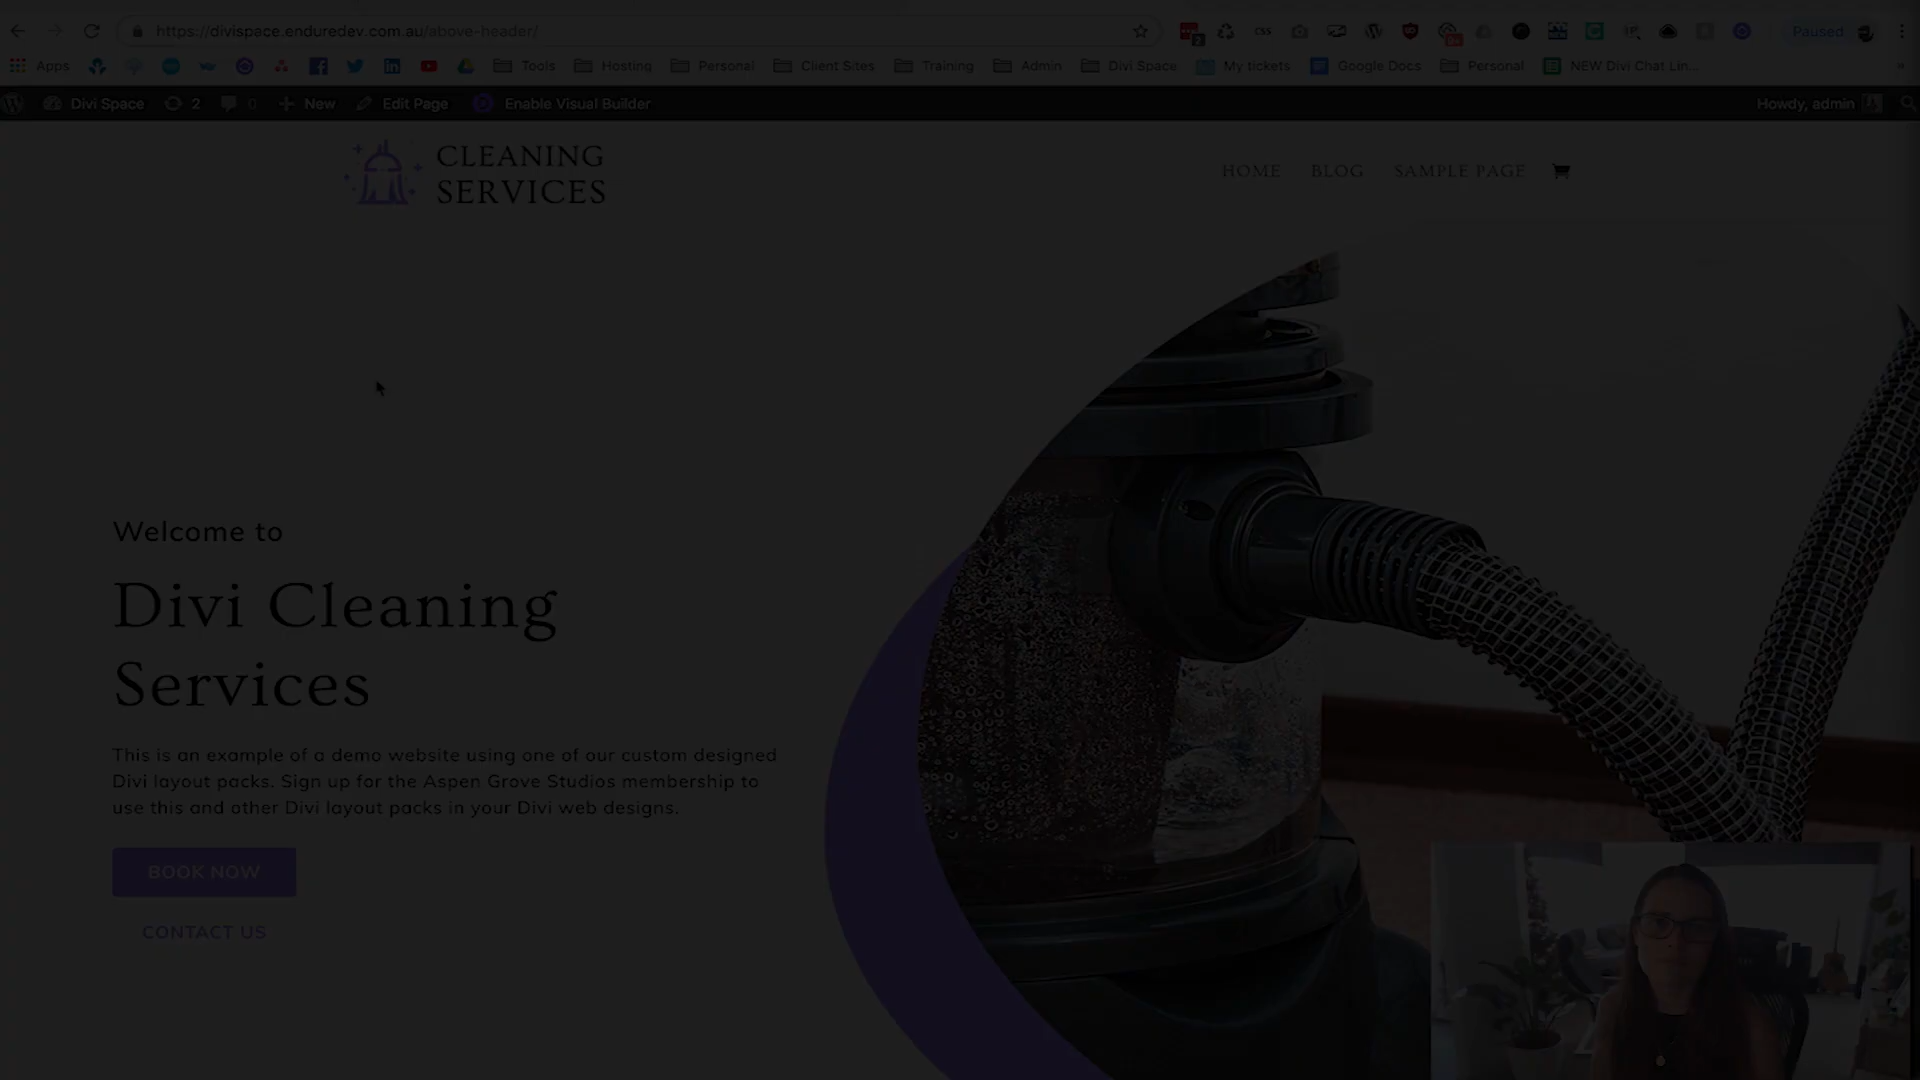 https://divispace.enduredev.com.au/above-header/
Paused
Apps
Tools
Hosting
Personal
Client Sites
Training
Admin
Divi Space
My tickets
Google Docs
Personal
NEW Divi Chat Lin...
Divi Space
2
0
New
Edit Page
Enable Visual Builder
Howdy, admin
CLEANING
SERVICES
HOME
BLOG
SAMPLE PAGE
Welcome to
Divi Cleaning
Services
This is an example of a demo website using one of our custom designed
Divi layout packs. Sign up for the Aspen Grove Studios membership to
use this and other Divi layout packs in your Divi web designs.
BOOK NOW
CONTACT US